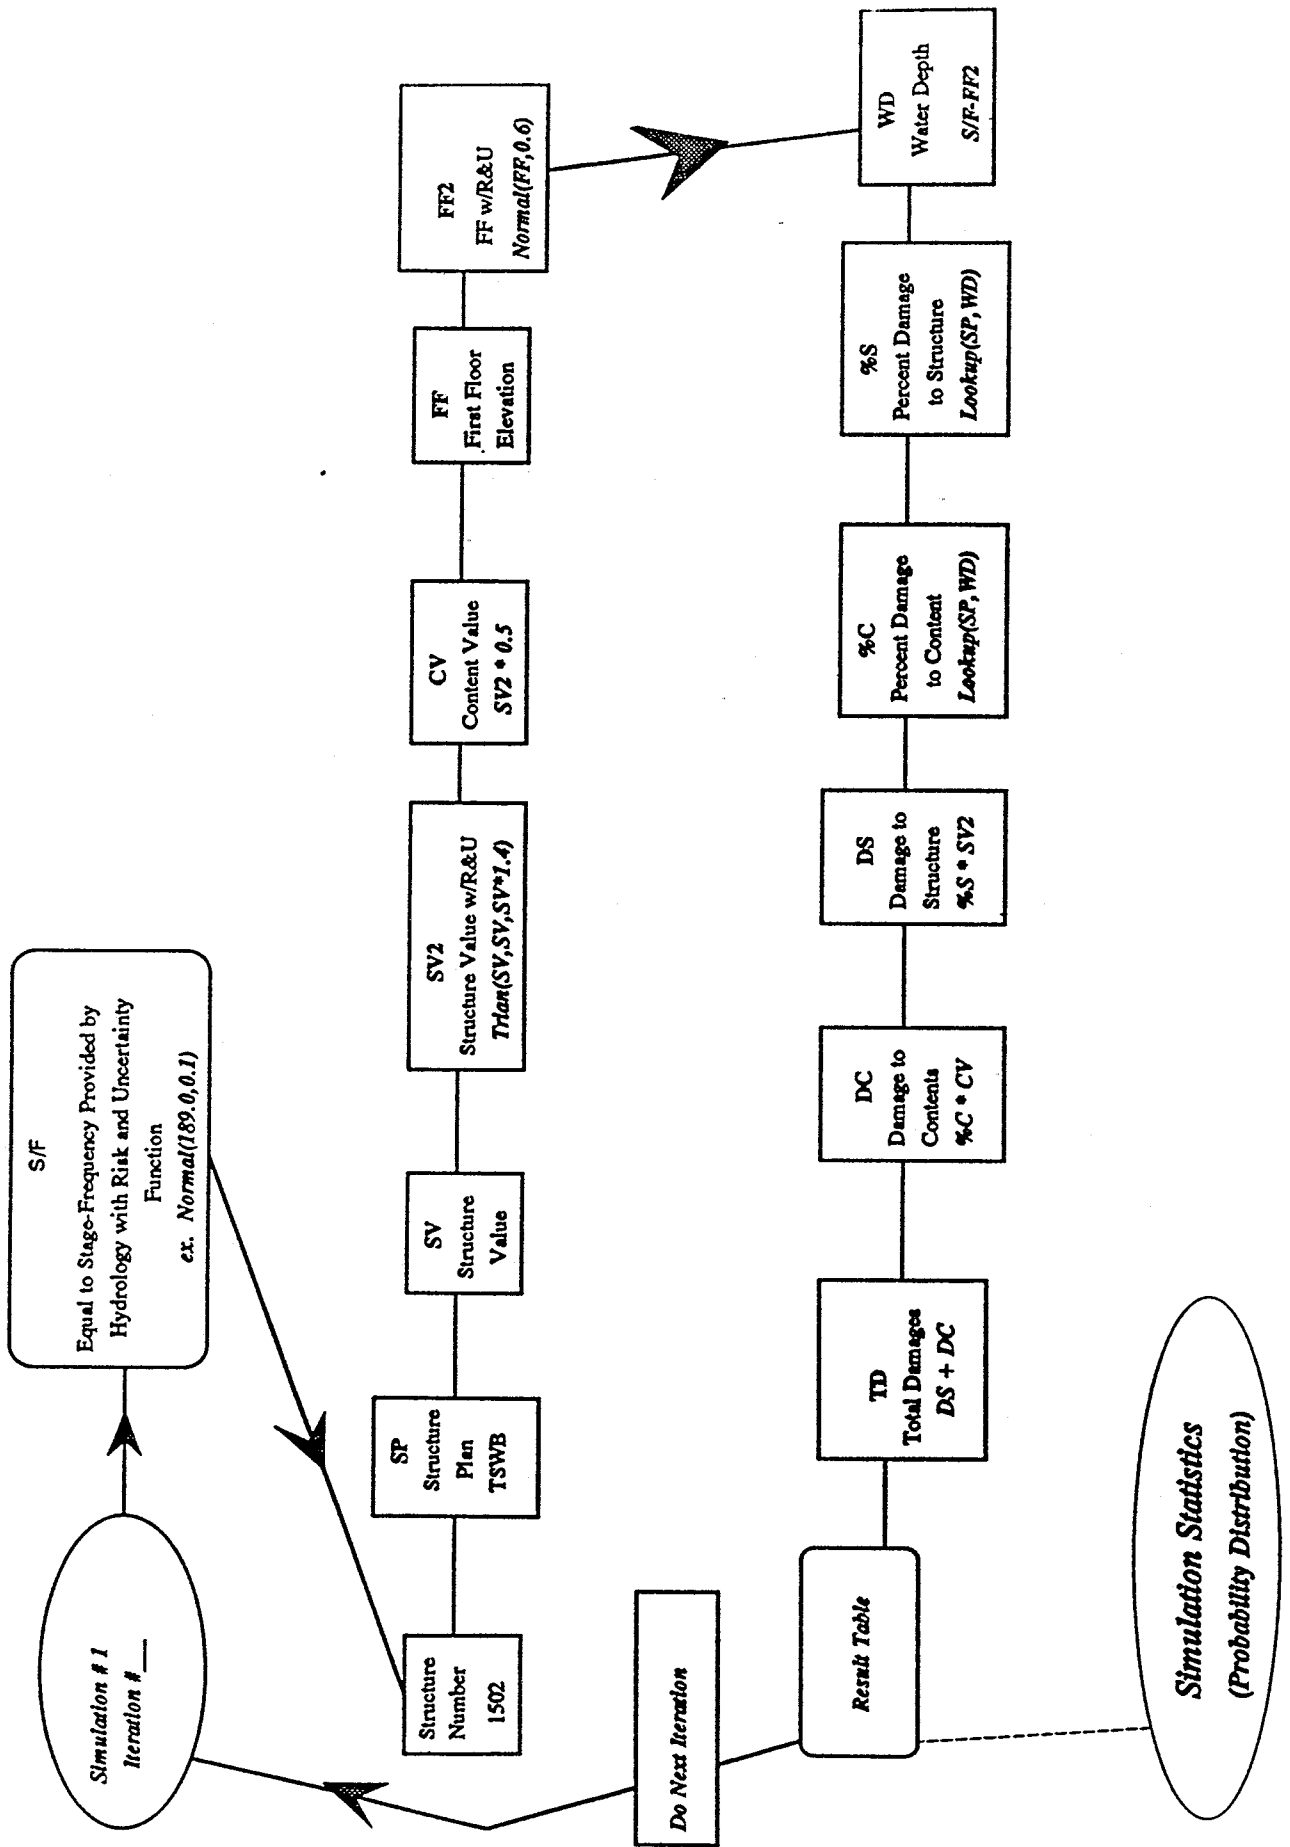 Simulation # 1
Iteration #___
S/F
Equal to Stage-Frequency Provided by
Hydrology with Risk and Uncertainty
Function
ex. Normal(189.0,0.1)
Structure
Number
1502
SP
Structure
Plan
TSWB
SV
Structure
Value
SV2
Structure Value w/R&U
Trian(SV,SV,SV*1.4)
CV
Content Value
SV2 * 0.5
FF
First Floor
Elevation
FF2
FF w/R&U
Normal(FF,0.6)
WD
Water Depth
S/F-FF2
%S
Percent Damage
to Structure
Lookup(SP,WD)
%C
Percent Damage
to Content
Lookup(SP,WD)
DS
Damage to
Structure
%S * SV2
DC
Damage to
Contents
%C * CV
TD
Total Damages
DS + DC
Result Table
Do Next Iteration
Simulation Statistics
(Probability Distribution)